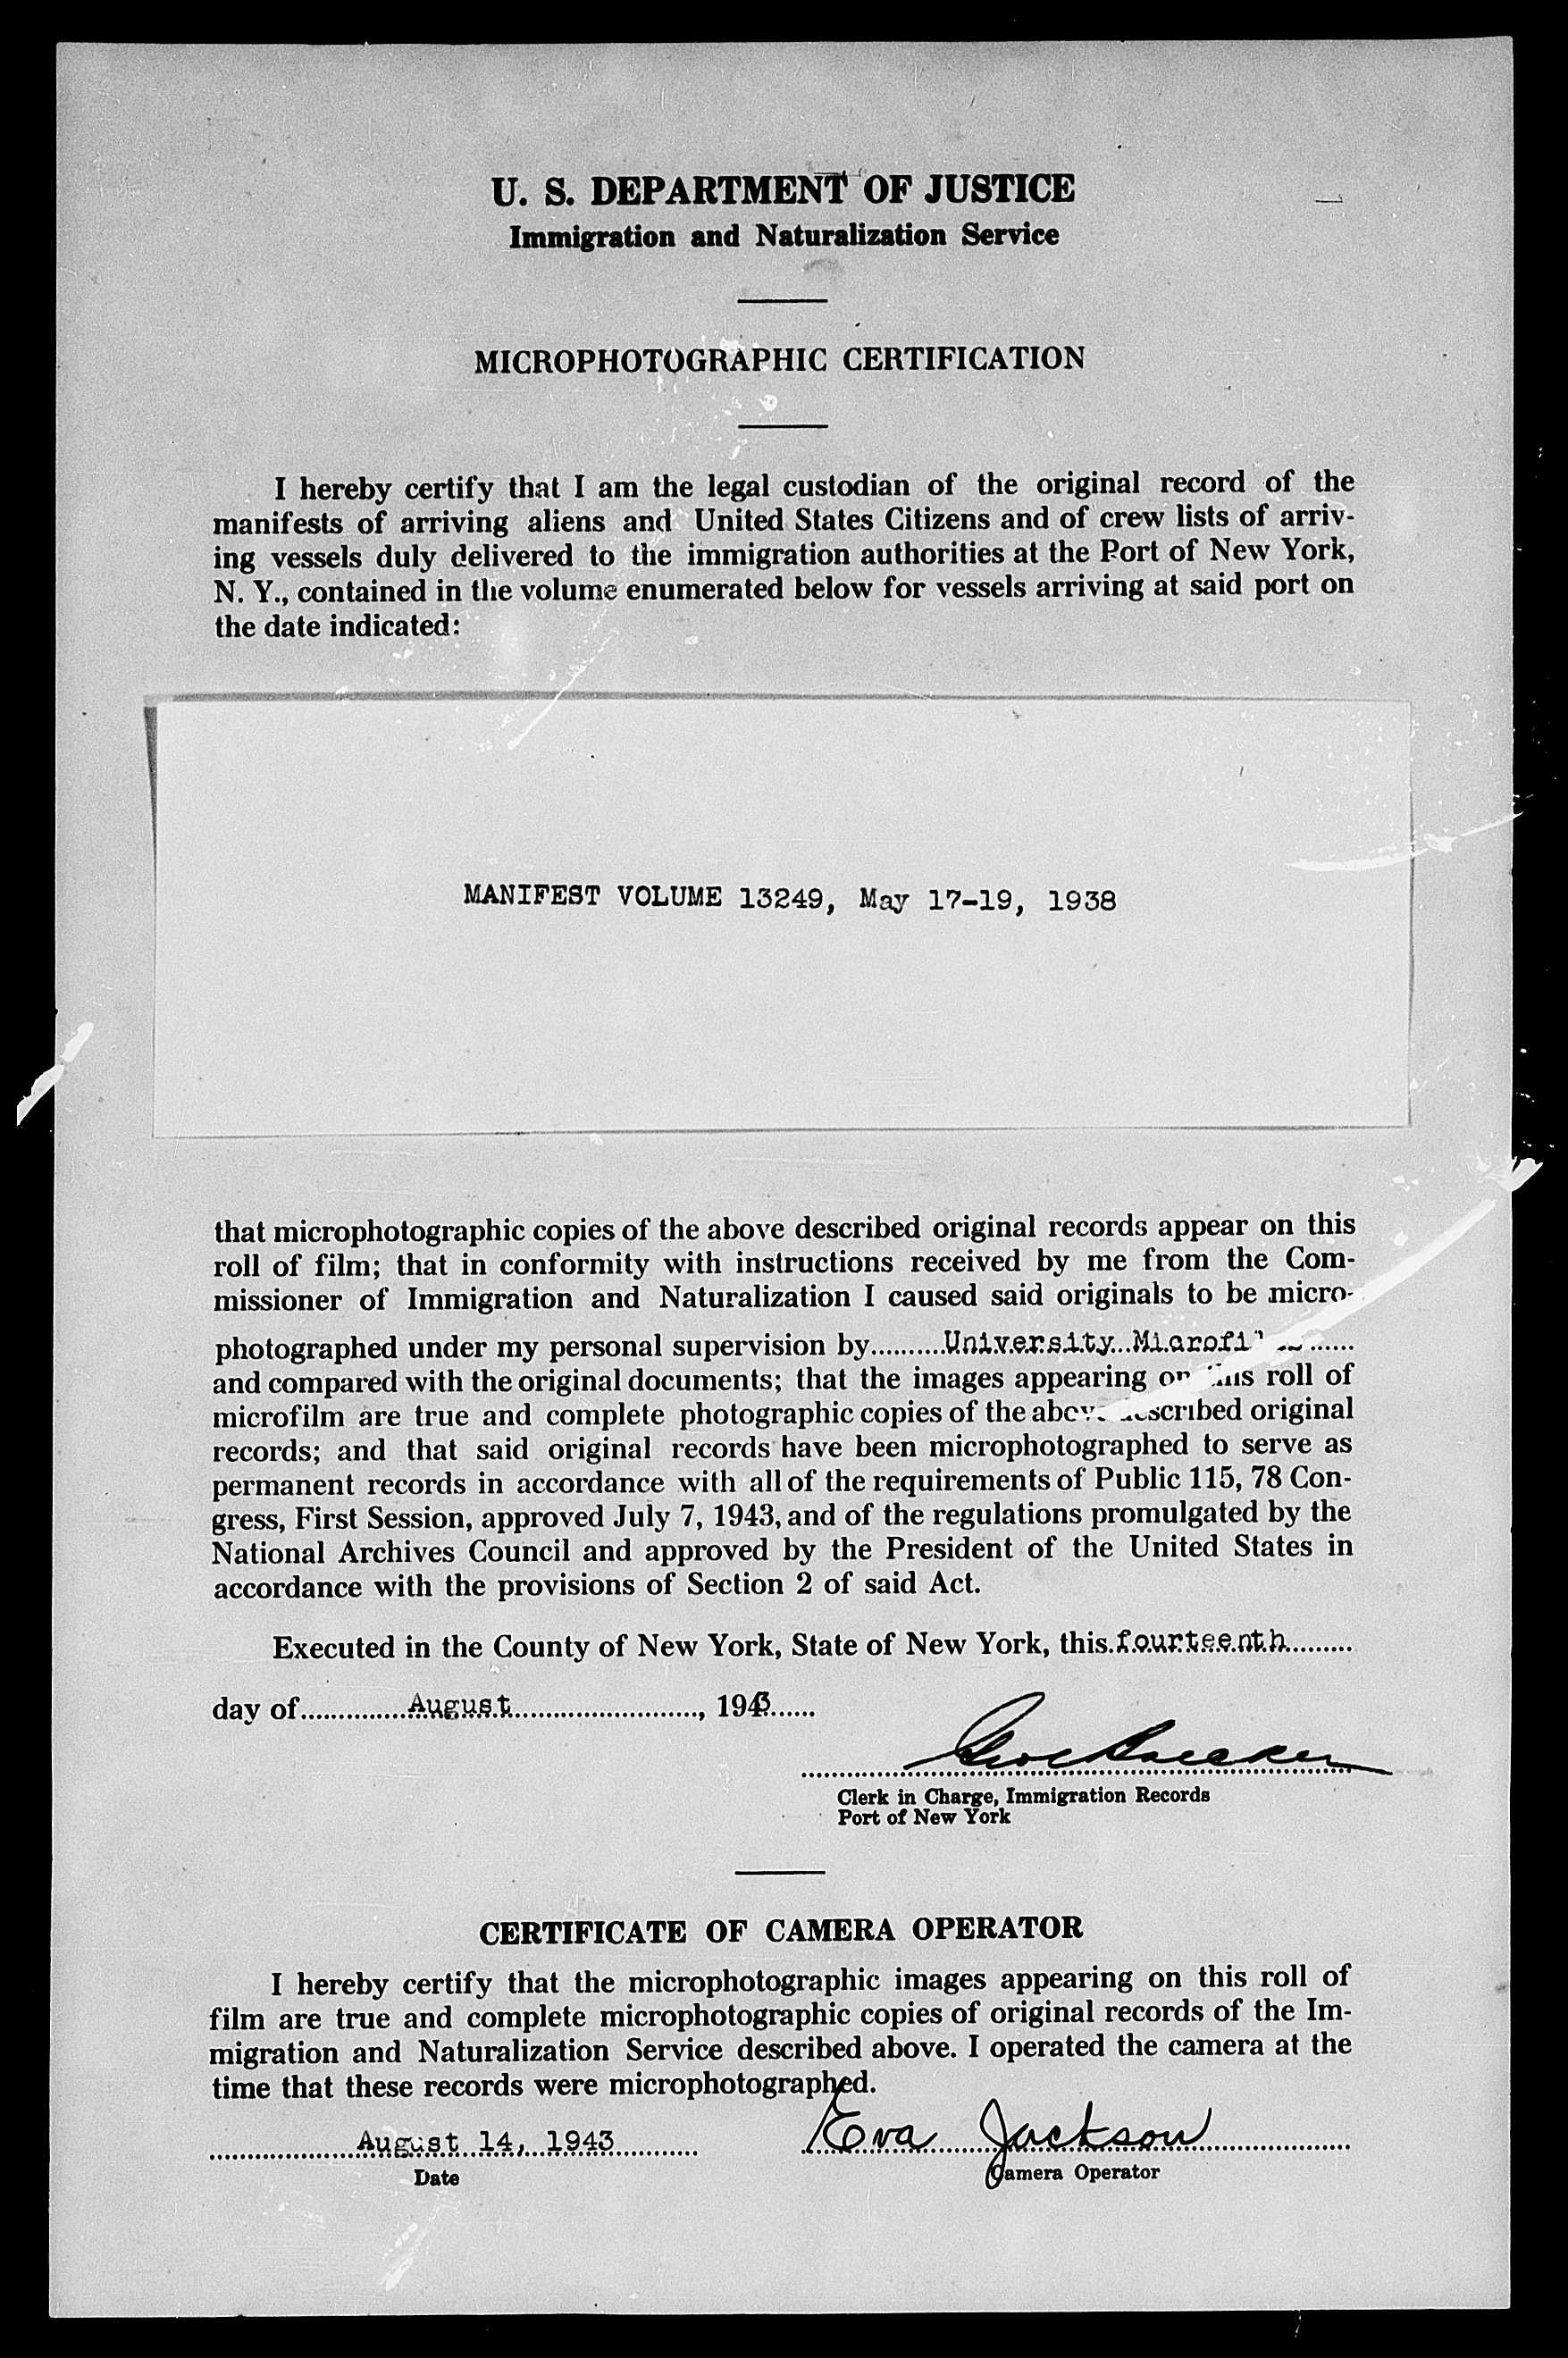 U. S. DEPARTMENT OF JUSTICE
Immigration and Naturalization Service
MICROPHOTOGRAPHIC CERTIFICATION
I hereby certify that I am the legal custodian of the original record of the
manifests of arriving aliens and United States Citizens and of crew lists of arriv-
ing vessels duly delivered to the immigration authorities at the Port of New York,
N. Y., contained in the volume enumerated below for vessels arriving at said port on
the date indicated:
MANIFEST VOLUME 13249, May 17-19, 1938
that microphotographic copies of the above described original records appear on this
roll of film; that in conformity with instructions received by me from the Com-
missioner of Immigration and Naturalization I caused said originals to be micro-
photographed under my personal supervision by..........University
and compared with the original documents; that the images appearing on this roll of
microfilm are true and complete photographic copies of the above described original
records; and that said original records have been microphotographed to serve as
permanent records in accordance with all of the requirements of Public 115, 78 Con-
gress, First Session, approved July 7, 1943, and of the regulations promulgated by the
National Archives Council and approved by the President of the United States in
accordance with the provisions of Section 2 of said Act.
Executed in the County of New York, State of New York, this fourteenth
day of August, 1943
Clerk in Charge, Immigration Records
Port of New York
CERTIFICATE OF CAMERA OPERATOR
I hereby certify that the microphotographic images appearing on this roll of
film are true and complete microphotographic copies of original records of the Im-
migration and Naturalization Service described above. I operated the camera at the
time that these records were microphotographed.
August 14, 1943 Eva Jackson
Date Camera Operator